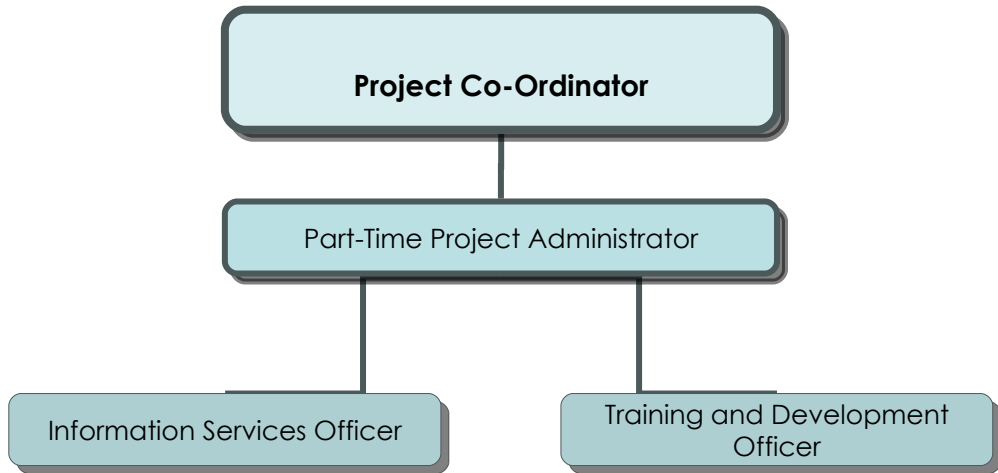 Project Co-Ordinator
Part-Time Project Administrator
Information Services Officer
Training and Development
Officer